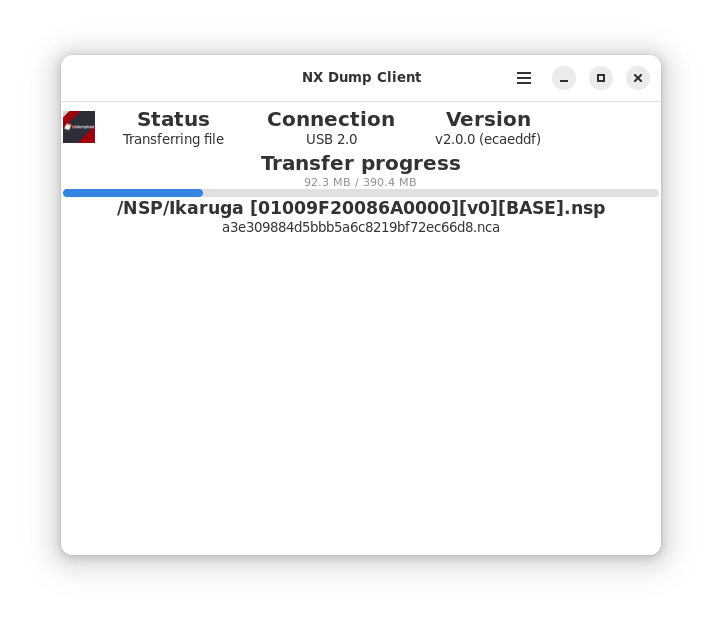 NX Dump Client
Status Connection Version
Transferring file USB 2.0 v2.0.0 (ecaeddf)
Transfer progress
92.3 MB / 390.4 MB
/NSP/Ikaruga [01009F20086A0000][v0][BASE].nsp
a3e309884d5bbb5a6c8219bf72ec66d8.nca